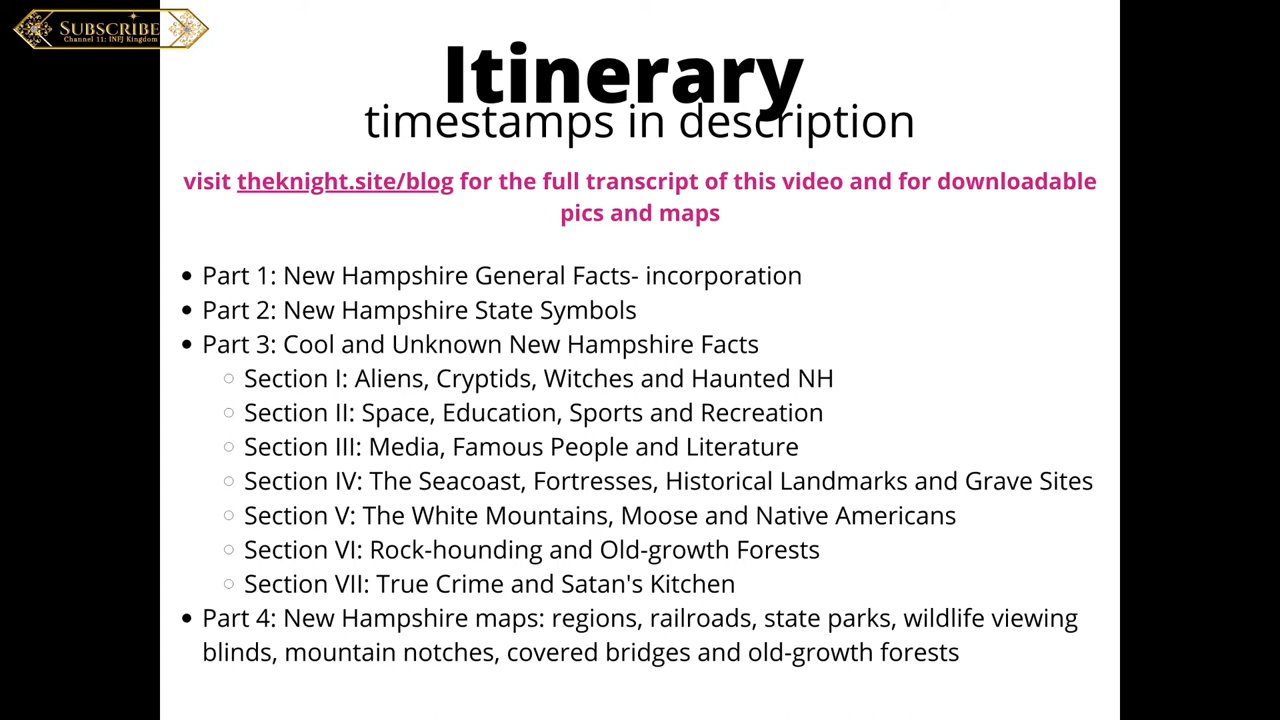 SUBSCRIBE
Channel 11: INFJ Kingdom
Itinerary
timestamps in description
visit theknight.site/blog for the full transcript of this video and for downloadable
pics and maps
• Part 1: New Hampshire General Facts- incorporation
• Part 2: New Hampshire State Symbols
• Part 3: Cool and Unknown New Hampshire Facts
○ Section I: Aliens, Cryptids, Witches and Haunted NH
○ Section II: Space, Education, Sports and Recreation
○ Section III: Media, Famous People and Literature
○ Section IV: The Seacoast, Fortresses, Historical Landmarks and Grave Sites
○ Section V: The White Mountains, Moose and Native Americans
○ Section VI: Rock-hounding and Old-growth Forests
○ Section VII: True Crime and Satan's Kitchen
• Part 4: New Hampshire maps: regions, railroads, state parks, wildlife viewing
blinds, mountain notches, covered bridges and old-growth forests